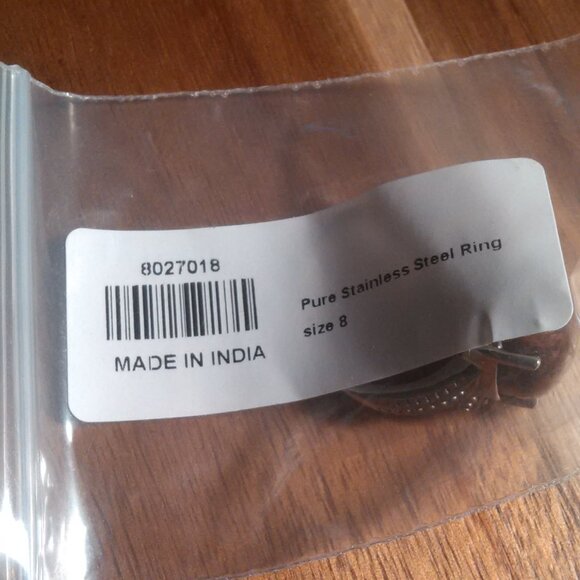 8027018
MADE IN INDIA
Pure Stainless Steel Ring
size 8